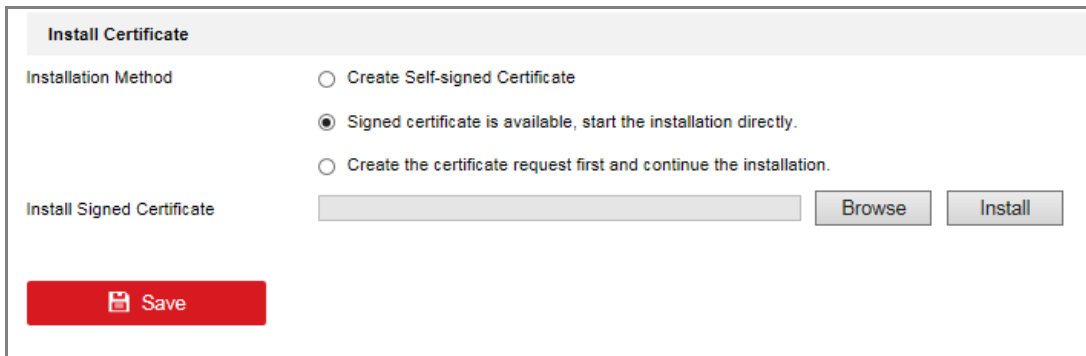 Install Certificate
Installation Method
Create Self-signed Certificate
Signed certificate is available, start the installation directly.
Create the certificate request first and continue the installation.
Install Signed Certificate
Browse
Install
Save